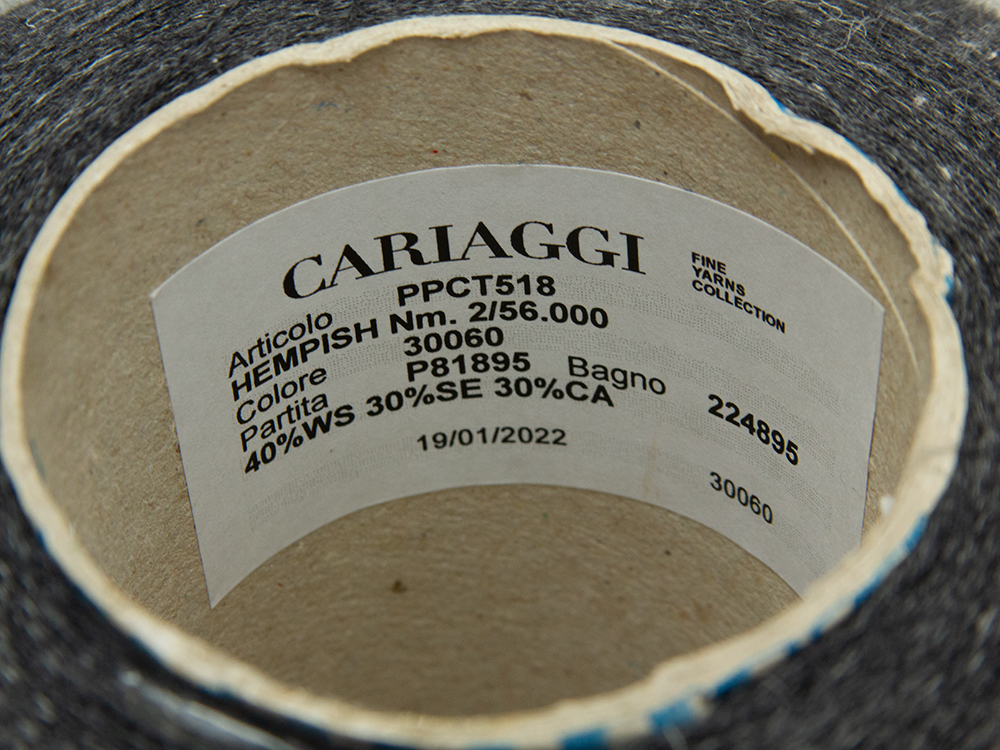 CARIAGGI
FINE
YARNS
COLLECTION
Articolo PPCT518
HEMPISH Nm. 2/56.000
Colore 30060
Partita P81895 Bagno 224895
40%WS 30%SE 30%CA
19/01/2022
30060